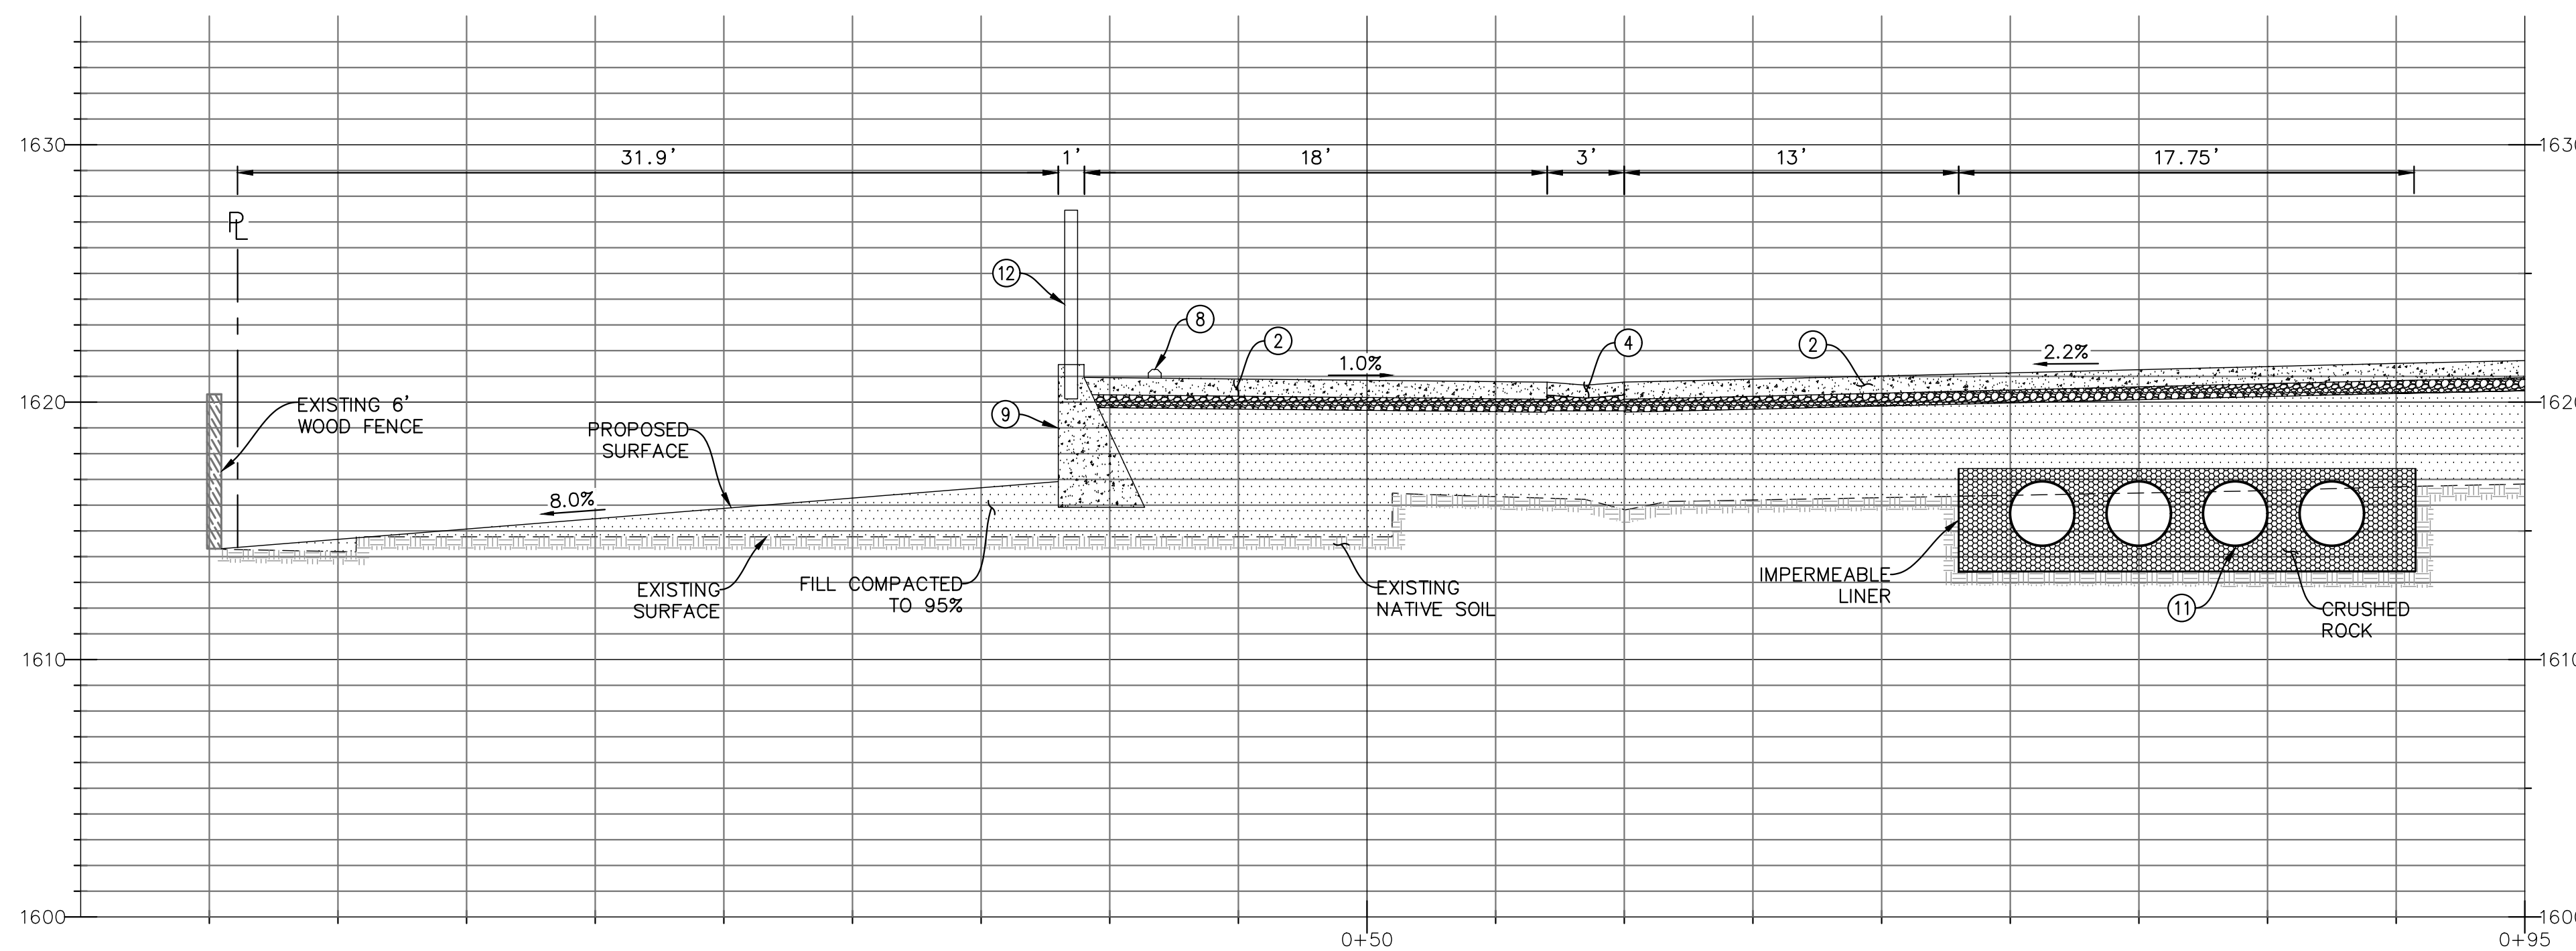 1630
1630
31.9'
1'
18'
3'
13'
17.75'
PL
12
8
2
4
2
1.0%
2.2%
1620
1620
EXISTING 6'
WOOD FENCE
9
PROPOSED
SURFACE
8.0%
EXISTING
SURFACE
FILL COMPACTED
TO 95%
EXISTING
NATIVE SOIL
IMPERMEABLE
LINER
11
CRUSHED
ROCK
1610
1610
1600
1600
0+50
0+95